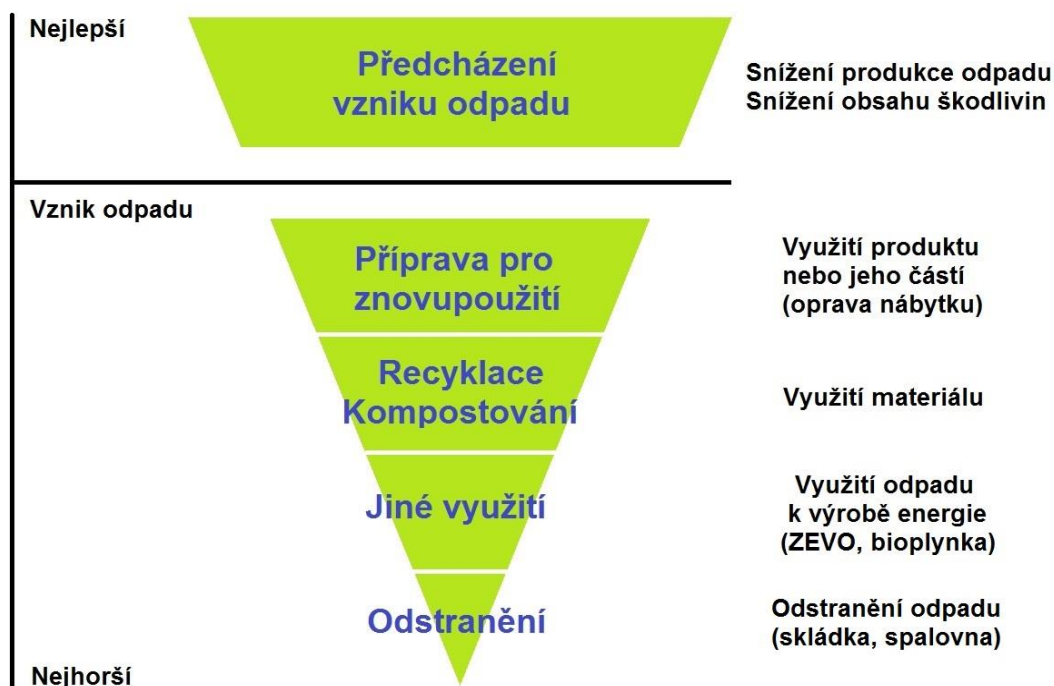 Nejlepší
Předcházení
vzniku odpadu
Snížení produkce odpadu
Snížení obsahu škodlivin
Vznik odpadu
Příprava pro
znovupoužití
Využití produktu
nebo jeho částí
(oprava nábytku)
Recyklace
Kompostování
Využití materiálu
Jiné využití
Využití odpadu
k výrobě energie
(ZEVO, bioplynka)
Odstranění
Odstranění odpadu
(skládka, spalovna)
Nejhorší